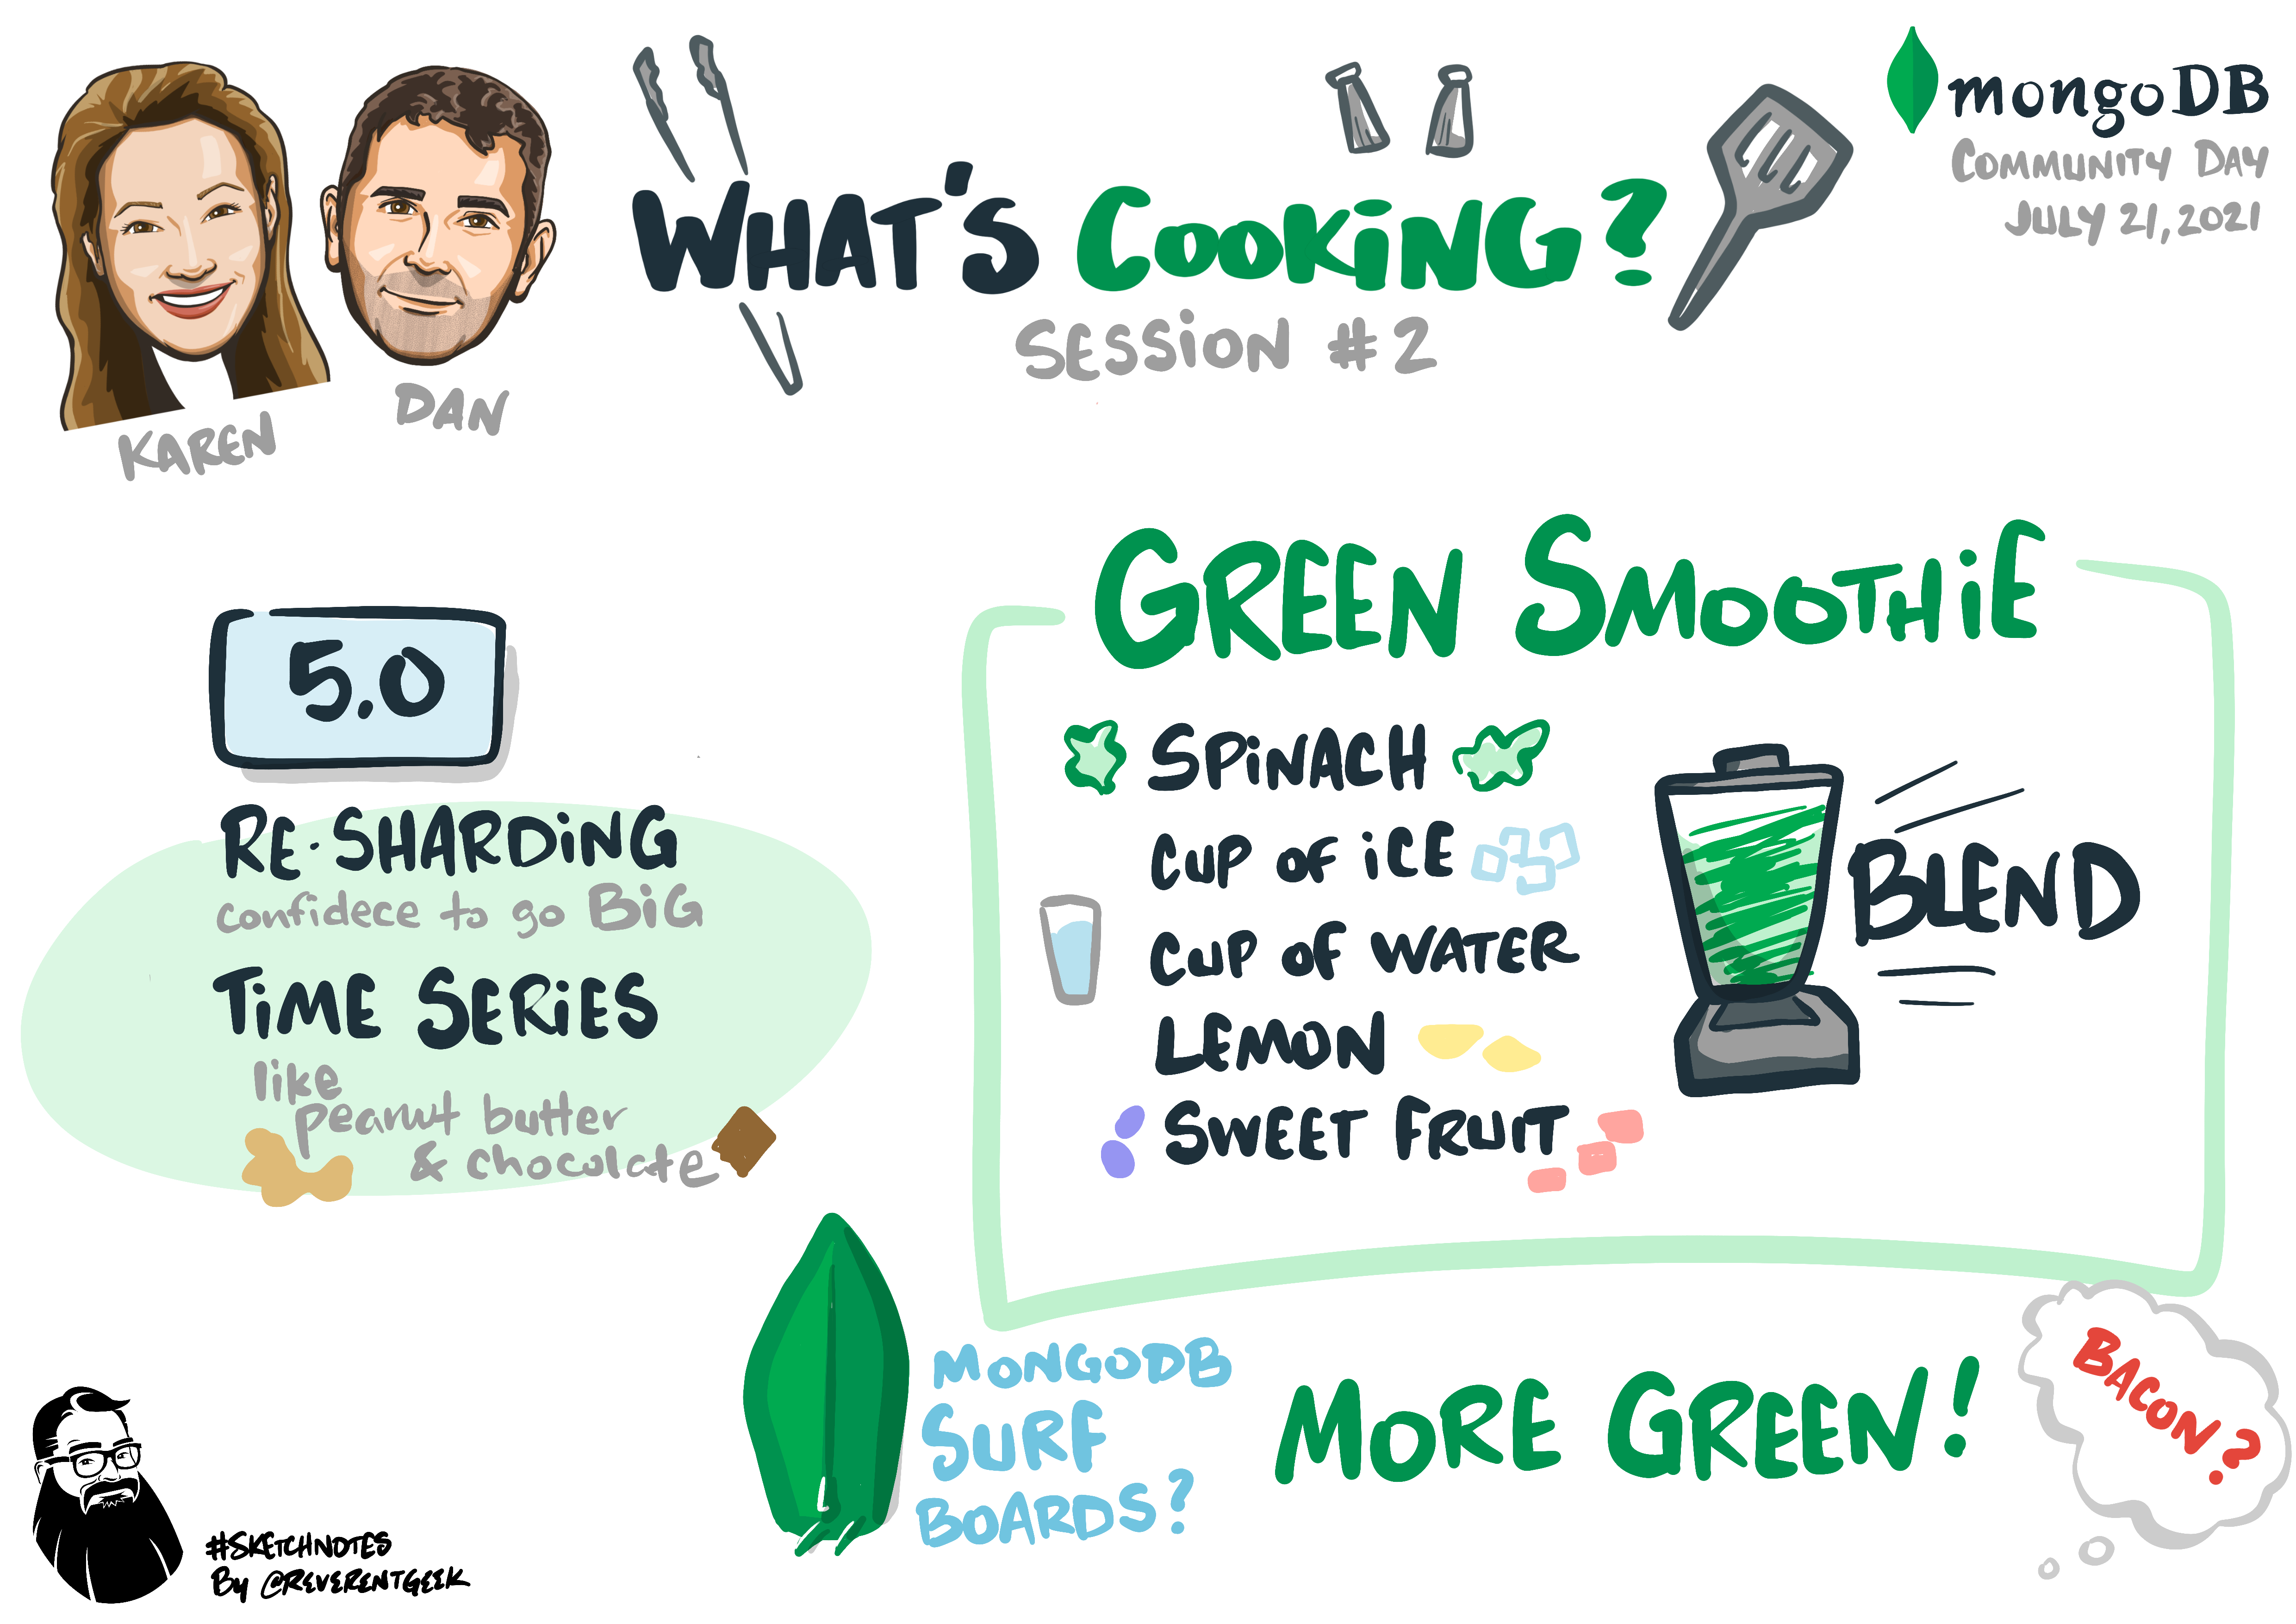 KAREN
DAN
WHAT'S COOKING?
SESSION #2
mongoDB
COMMUNITY DAY
JULY 21, 2021
5.0
RE-SHARDING
confidece to go BIG
TIME SERIES
like
peanut butter
& chocolate
GREEN SMOOTHIE
SPINACH
CUP OF ICE
CUP OF WATER
LEMON
SWEET FRUIT
BLEND
MONGODB
SURF
BOARDS?
MORE GREEN!
BACON?
#SKETCHNOTES
By @REVERENTGEEK